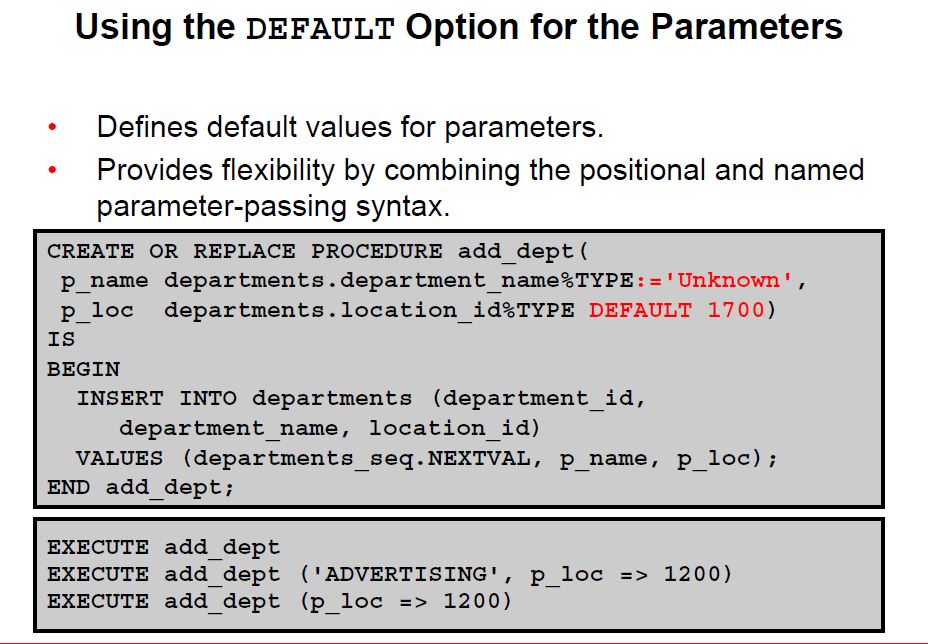 Using the DEFAULT Option for the Parameters
• Defines default values for parameters.
• Provides flexibility by combining the positional and named
parameter-passing syntax.
CREATE OR REPLACE PROCEDURE add_dept(
 p_name departments.department_name%TYPE:='Unknown',
 p_loc  departments.location_id%TYPE DEFAULT 1700)
IS
BEGIN
  INSERT INTO departments (department_id,
     department_name, location_id)
  VALUES (departments_seq.NEXTVAL, p_name, p_loc);
END add_dept;
EXECUTE add_dept
EXECUTE add_dept ('ADVERTISING', p_loc => 1200)
EXECUTE add_dept (p_loc => 1200)